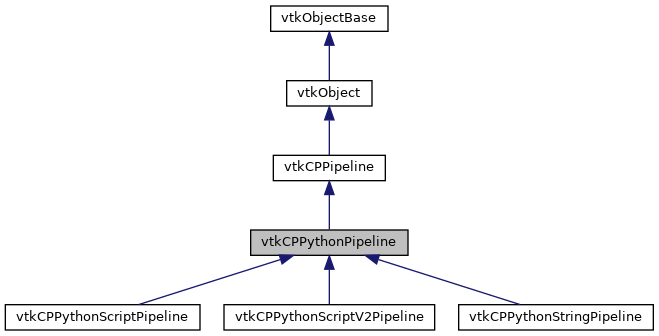 vtkObjectBase
vtkObject
vtkCPPipeline
vtkCPPythonPipeline
vtkCPPythonScriptPipeline
vtkCPPythonScriptV2Pipeline
vtkCPPythonStringPipeline